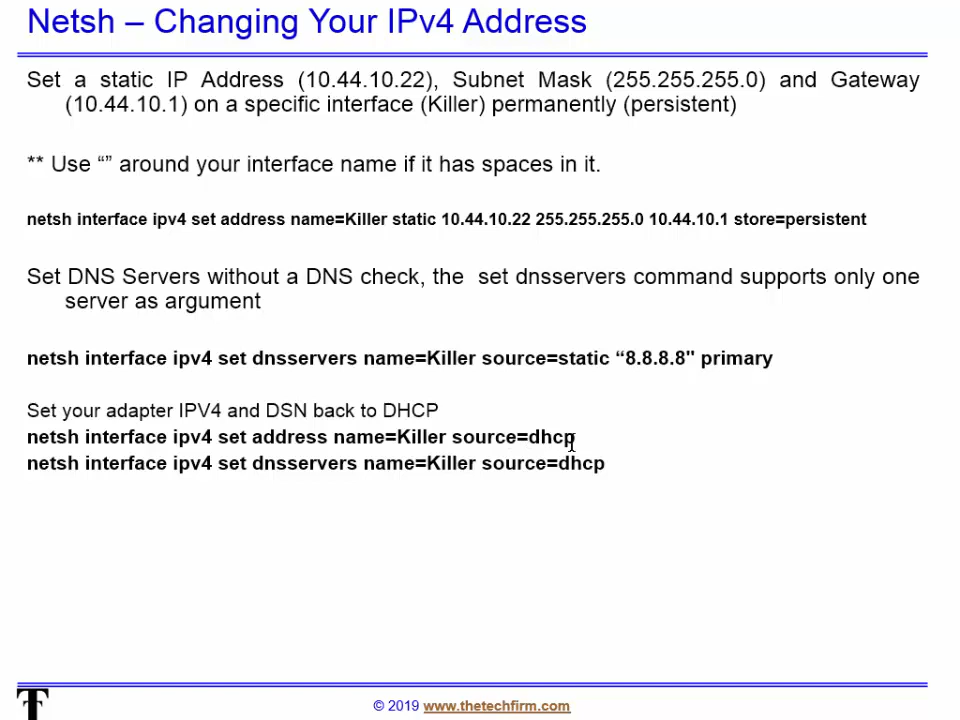 Netsh – Changing Your IPv4 Address
Set a static IP Address (10.44.10.22), Subnet Mask (255.255.255.0) and Gateway
(10.44.10.1) on a specific interface (Killer) permanently (persistent)
** Use “” around your interface name if it has spaces in it.
netsh interface ipv4 set address name=Killer static 10.44.10.22 255.255.255.0 10.44.10.1 store=persistent
Set DNS Servers without a DNS check, the  set dnsservers command supports only one
server as argument
netsh interface ipv4 set dnsservers name=Killer source=static “8.8.8.8" primary
Set your adapter IPV4 and DSN back to DHCP
netsh interface ipv4 set address name=Killer source=dhcp
netsh interface ipv4 set dnsservers name=Killer source=dhcp
TF
© 2019 www.thetechfirm.com